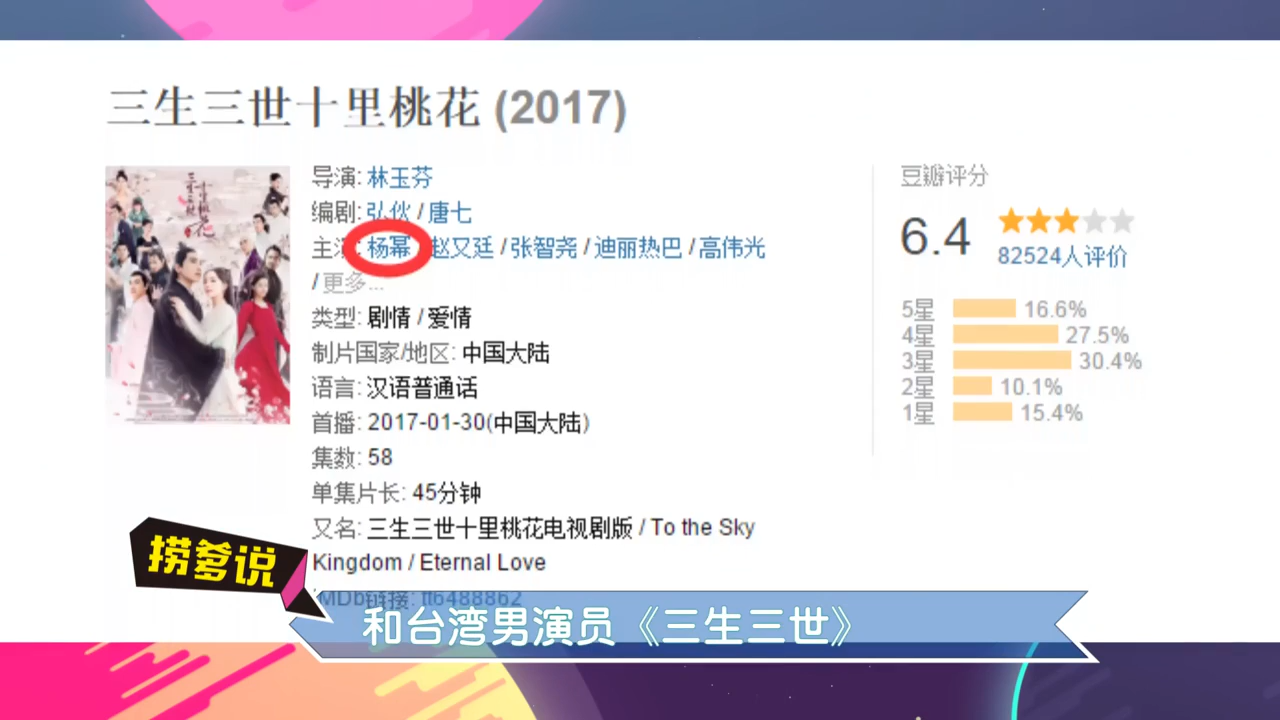 三生三世十里桃花 (2017)
导演: 林玉芬
编剧: 弘伙 / 唐七
主演: 杨幂 / 赵又廷 / 张智尧 / 迪丽热巴 / 高伟光
/ 更多...
类型: 剧情 / 爱情
制片国家/地区: 中国大陆
语言: 汉语普通话
首播: 2017-01-30(中国大陆)
集数: 58
单集片长: 45分钟
又名: 三生三世十里桃花电视剧版 / To the Sky
Kingdom / Eternal Love
IMDb链接: tt6488862
豆瓣评分
6.4
82524人评价
5星 16.6%
4星 27.5%
3星 30.4%
2星 10.1%
1星 15.4%
捞爹说
和台湾男演员《三生三世》